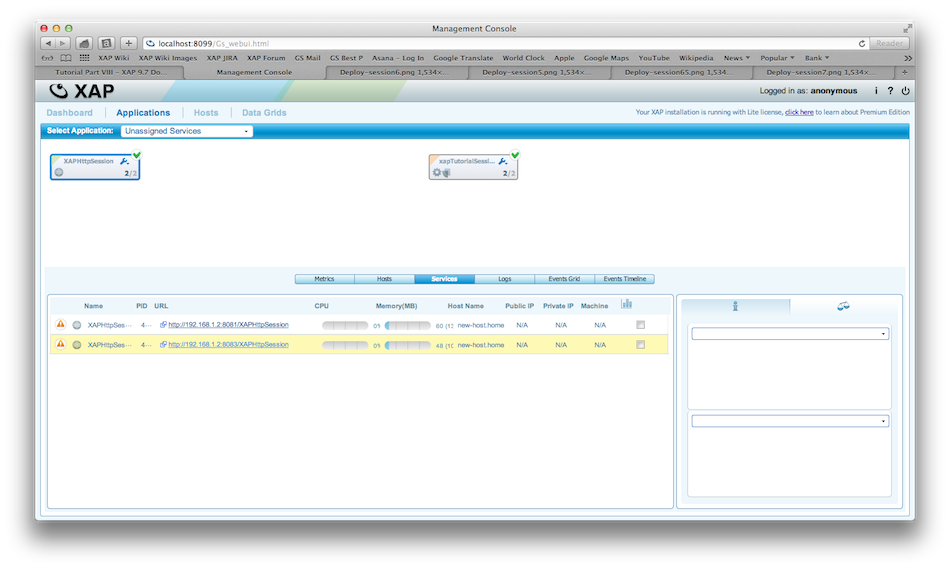 Management Console
localhost:8099/Gs_webui.html
Reader
XAP Wiki XAP Wiki Images XAP JIRA XAP Forum GS Mail GS Best P Asana – Log In Google Translate World Clock Apple Google Maps YouTube Wikipedia News Popular Bank
Tutorial Part VIII – XAP 9.7 Do... Management Console Deploy-session6.png 1,534×... Deploy-session5.png 1,534×... Deploy-session65.png 1,534... Deploy-session7.png 1,534×...
XAP Logged in as: anonymous
Dashboard Applications Hosts Data Grids Your XAP installation is running with Lite license, click here to learn about Premium Edition
Select Application: Unassigned Services
XAPHttpSession xapTutorialSessi...
2/2 2/2
Metrics Hosts Services Logs Events Grid Events Timeline
Name PID URL CPU Memory(MB) Host Name Public IP Private IP Machine
XAPHttpSes... 4... http://192.168.1.2:8081/XAPHttpSession 60 new-host.home N/A N/A N/A
XAPHttpSes... 4... http://192.168.1.2:8083/XAPHttpSession 48 new-host.home N/A N/A N/A